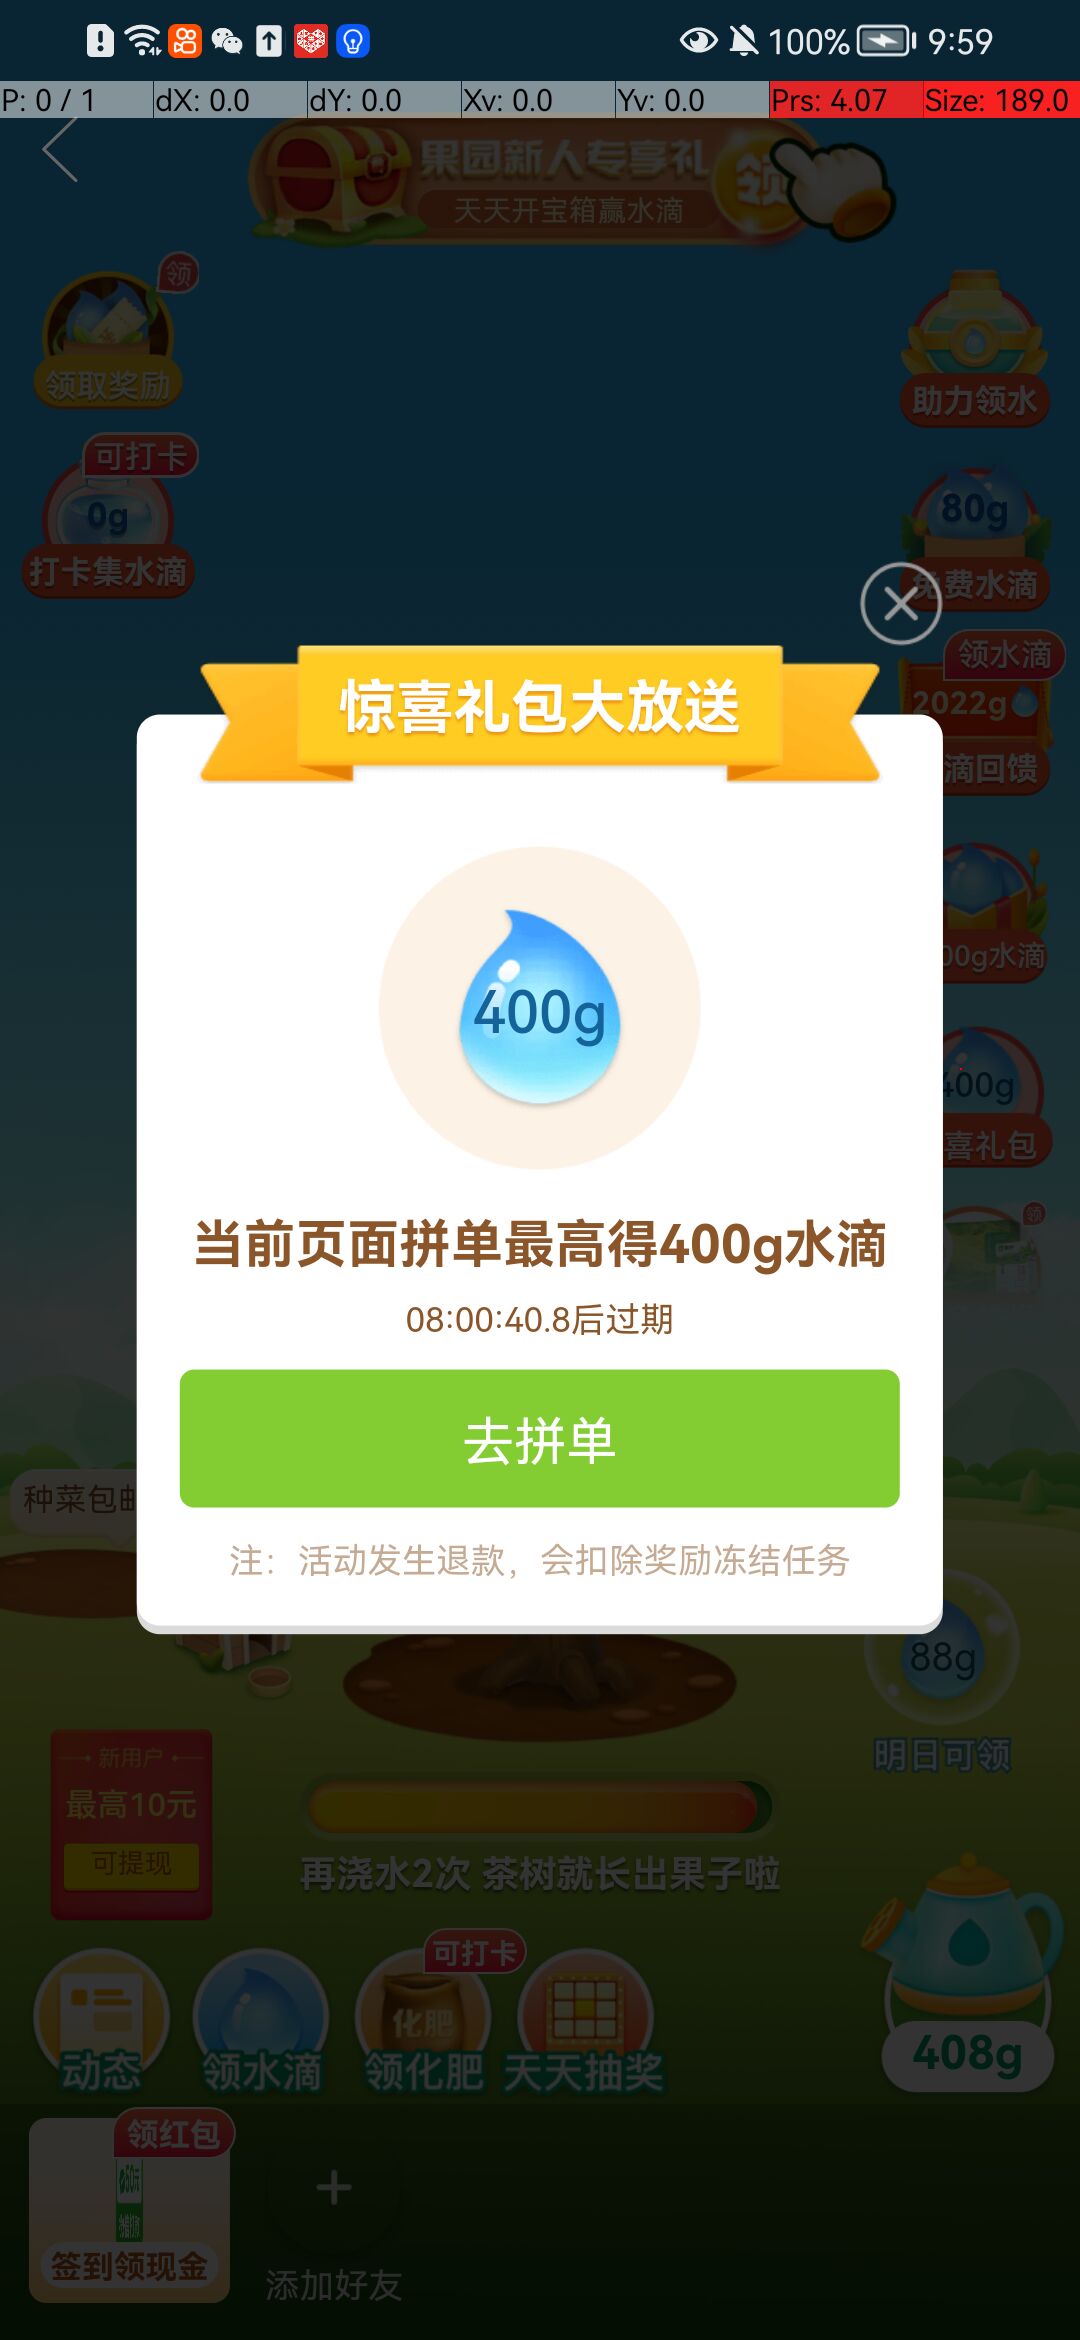 100% 9:59
P: 0 / 1 dX: 0.0 dY: 0.0 Xv: 0.0 Yv: 0.0 Prs: 4.07 Size: 189.0
果园新人专享礼
领
天天开宝箱赢水滴
领
领取奖励
助力领水
可打卡
0g
打卡集水滴
80g
免费水滴
领水滴
2022g
滴回馈
惊喜礼包大放送
400g
00g水滴
400g
喜礼包
当前页面拼单最高得400g水滴
领
08:00:40.8后过期
去拼单
种菜包邮
注：活动发生退款，会扣除奖励冻结任务
88g
明日可领
新用户
最高10元
可提现
再浇水2次 茶树就长出果子啦
可打卡
化肥
动态
领水滴
领化肥
天天抽奖
408g
领红包
签到领现金
添加好友